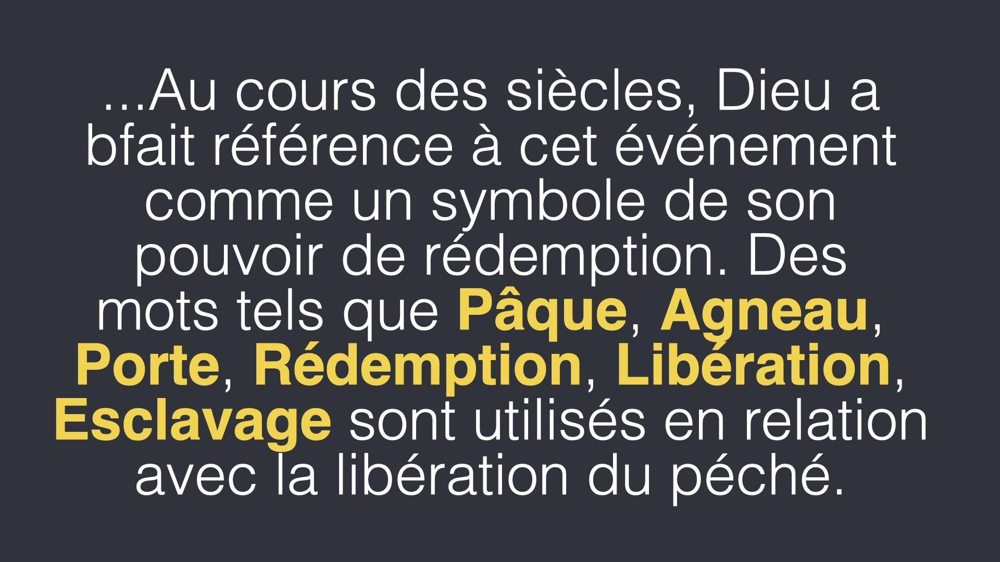 ...Au cours des siècles, Dieu a
bfait référence à cet événement
comme un symbole de son
pouvoir de rédemption. Des
mots tels que Pâque, Agneau,
Porte, Rédemption, Libération,
Esclavage sont utilisés en relation
avec la libération du péché.